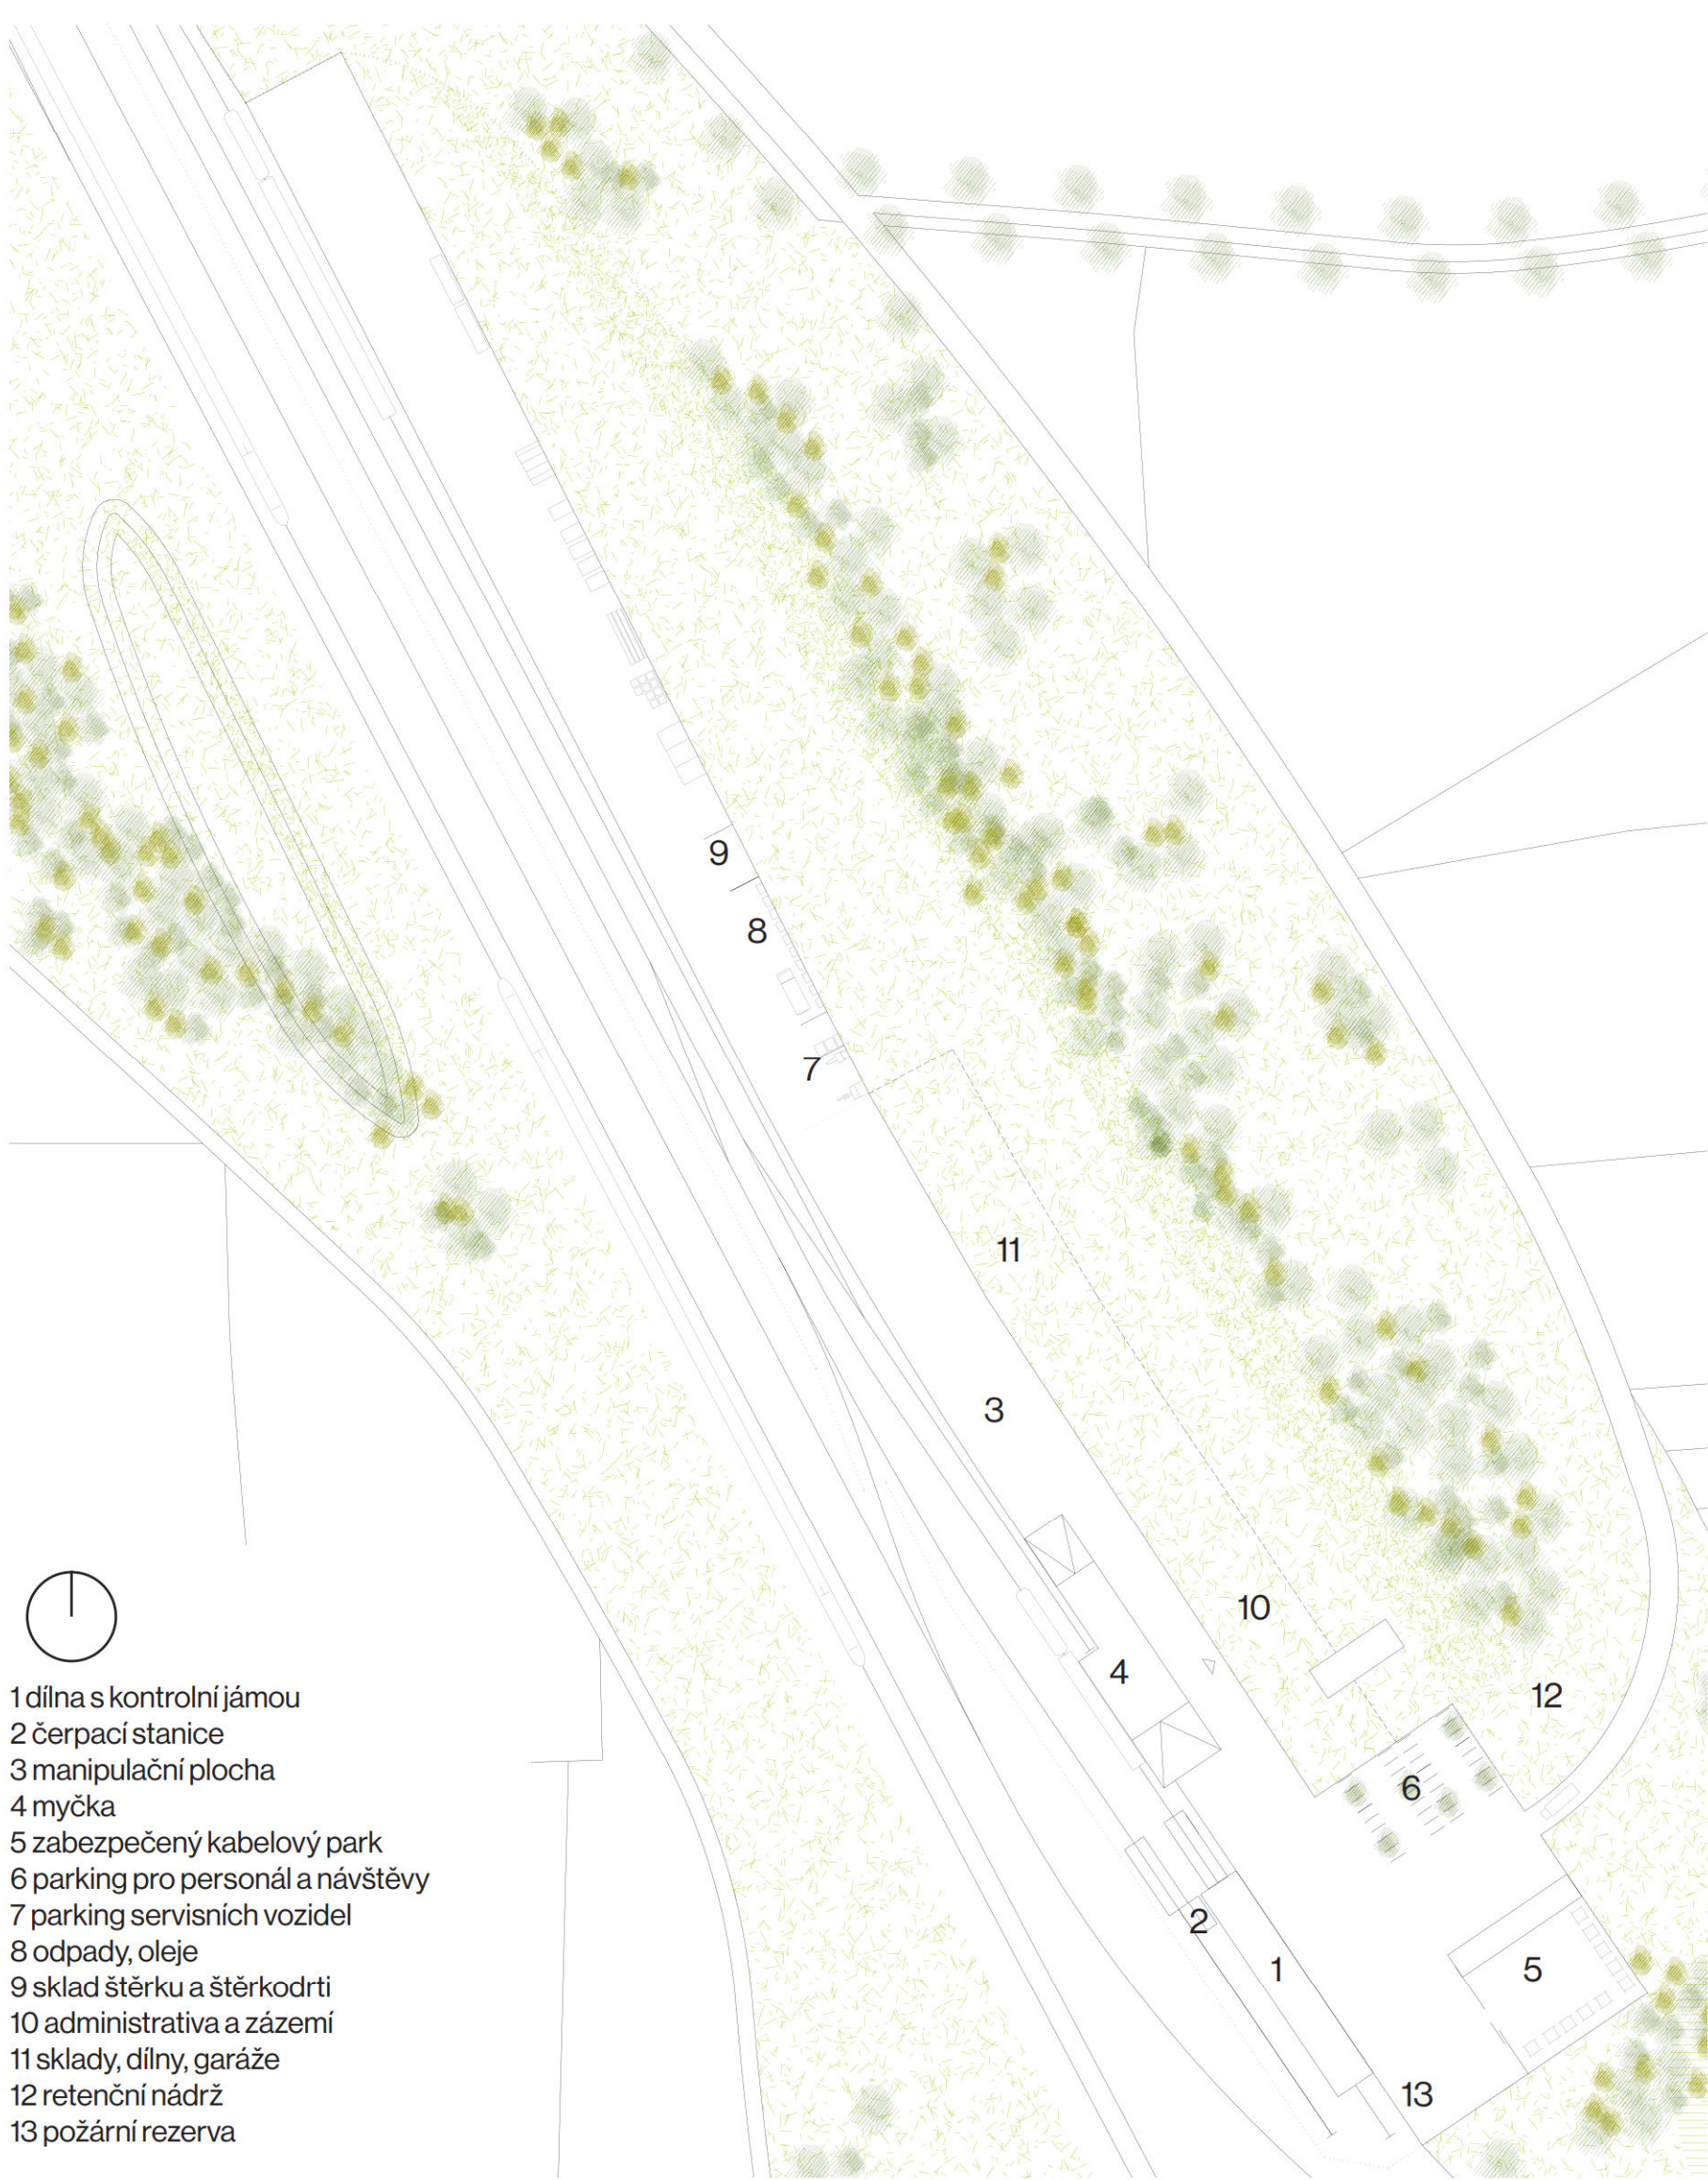 9
8
7
11
3
10
4
12
6
2
1
5
13
1 dílna s kontrolní jámou
2 čerpací stanice
3 manipulační plocha
4 myčka
5 zabezpečený kabelový park
6 parking pro personál a návštěvy
7 parking servisních vozidel
8 odpady, oleje
9 sklad štěrku a štěrkodrti
10 administrativa a zázemí
11 sklady, dílny, garáže
12 retenční nádrž
13 požární rezerva